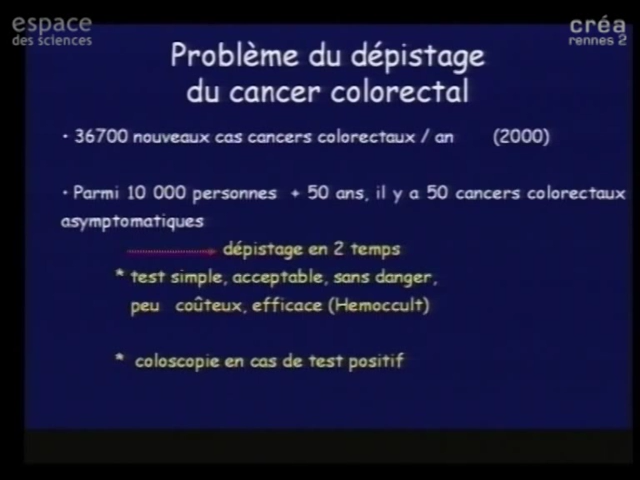 espace
des sciences
créa
rennes 2
Problème du dépistage
du cancer colorectal
• 36700 nouveaux cas cancers colorectaux / an (2000)
• Parmi 10 000 personnes + 50 ans, il y a 50 cancers colorectaux
asymptomatiques
dépistage en 2 temps
* test simple, acceptable, sans danger,
peu coûteux, efficace (Hemoccult)
* coloscopie en cas de test positif